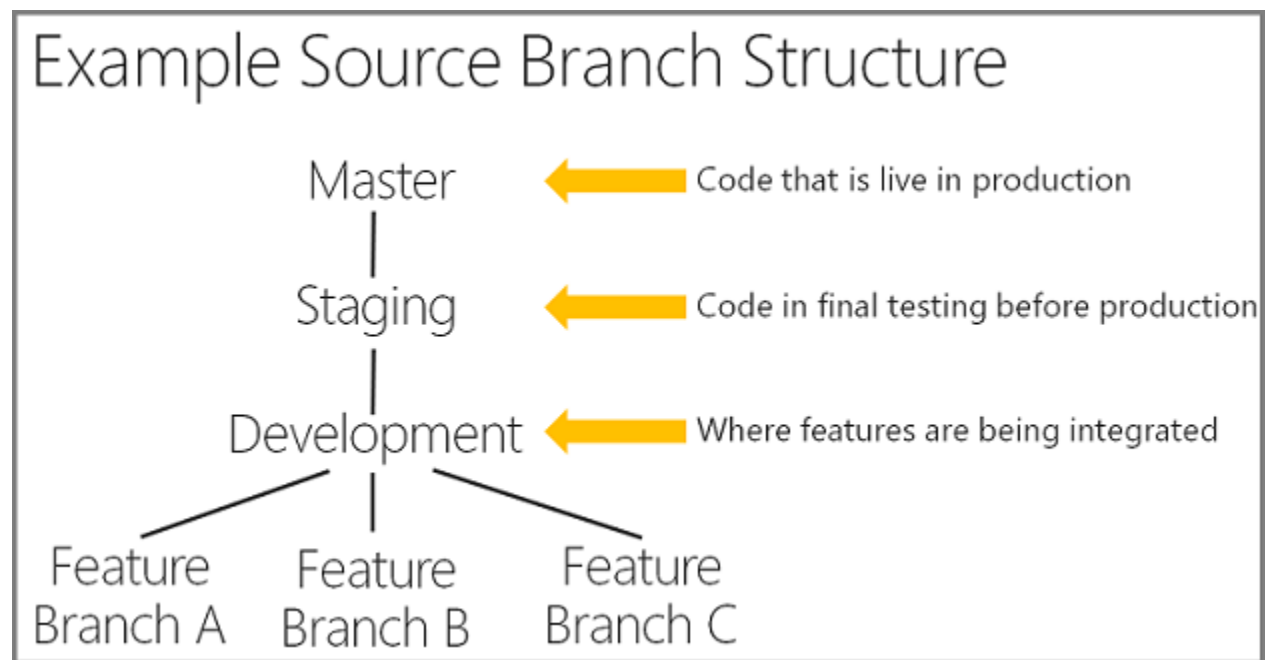 Example Source Branch Structure
Master
Code that is live in production
Staging
Code in final testing before production
Development
Where features are being integrated
Feature
Branch A
Feature
Branch B
Feature
Branch C